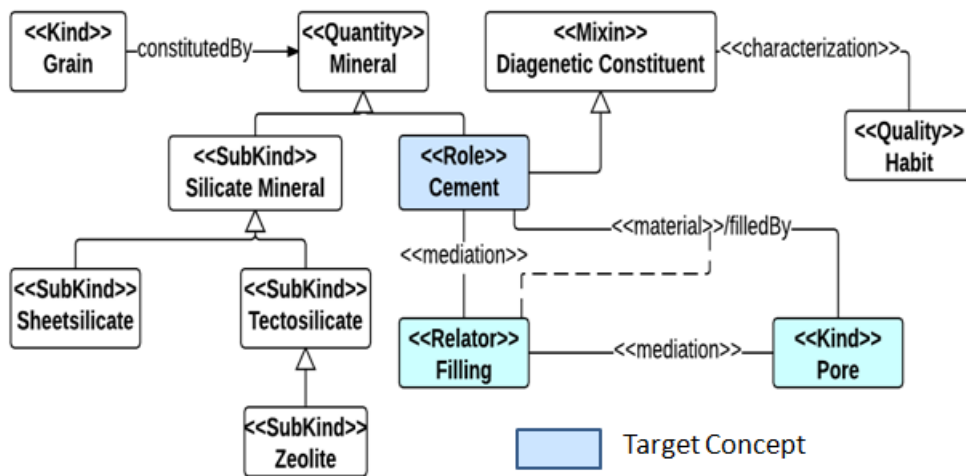 <<Kind>>
Grain
constitutedBy
<<Quantity>>
Mineral
<<Mixin>>
Diagenetic Constituent
<<characterization>>
<<Quality>>
Habit
<<SubKind>>
Silicate Mineral
<<Role>>
Cement
<<material>>/filledBy
<<mediation>>
<<SubKind>>
Sheetsilicate
<<SubKind>>
Tectosilicate
<<Relator>>
Filling
<<mediation>>
<<Kind>>
Pore
<<SubKind>>
Zeolite
Target Concept